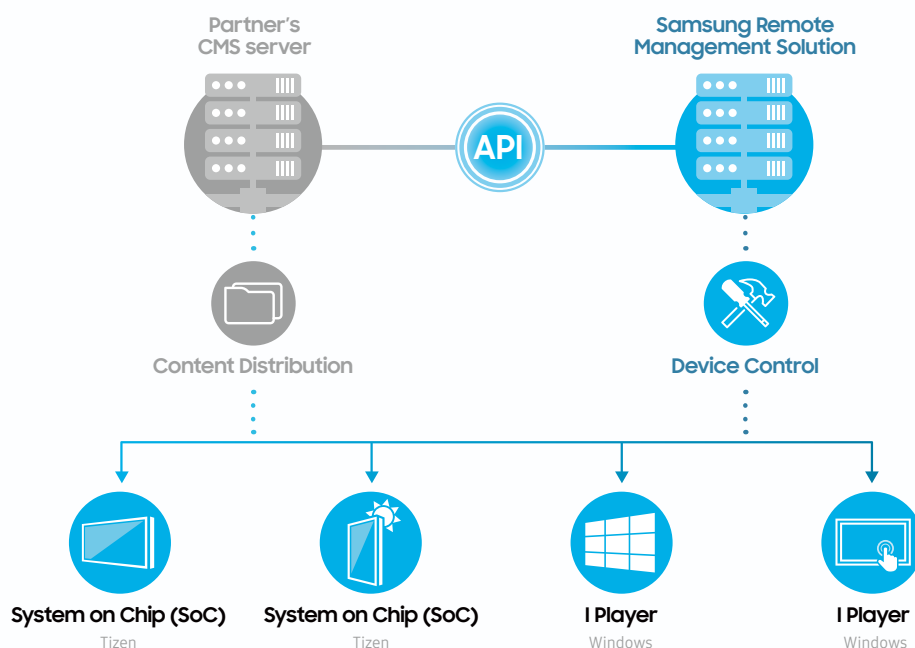 Partner's
CMS server
Samsung Remote
Management Solution
API
Content Distribution
Device Control
System on Chip (SoC)
Tizen
System on Chip (SoC)
Tizen
I Player
Windows
I Player
Windows